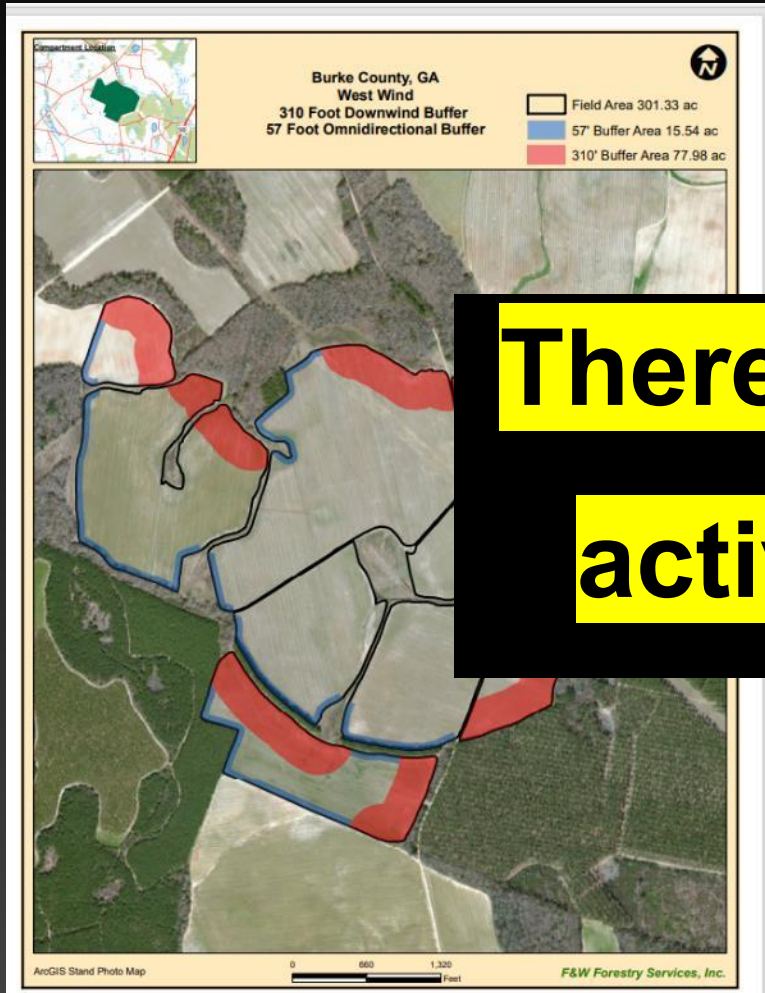 Compartment Location
Burke County, GA
West Wind
310 Foot Downwind Buffer
57 Foot Omnidirectional Buffer
N
Field Area 301.33 ac
57' Buffer Area 15.54 ac
310' Buffer Area 77.98 ac
There
activ
ArcGIS Stand Photo Map
0 660 1,320
Feet
F&W Forestry Services, Inc.